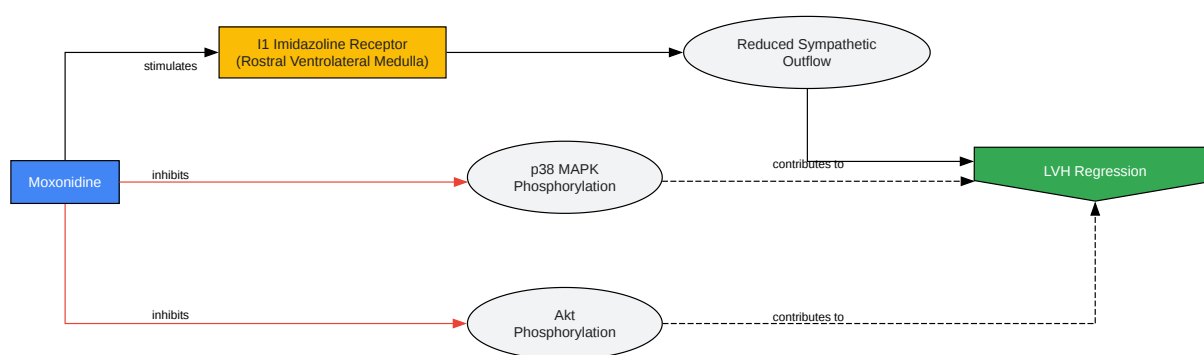 I1 Imidazoline Receptor
(Rostral Ventrolateral Medulla)
stimulates
Reduced Sympathetic
Outflow
Moxonidine
inhibits
p38 MAPK
Phosphorylation
contributes to
LVH Regression
inhibits
Akt
Phosphorylation
contributes to